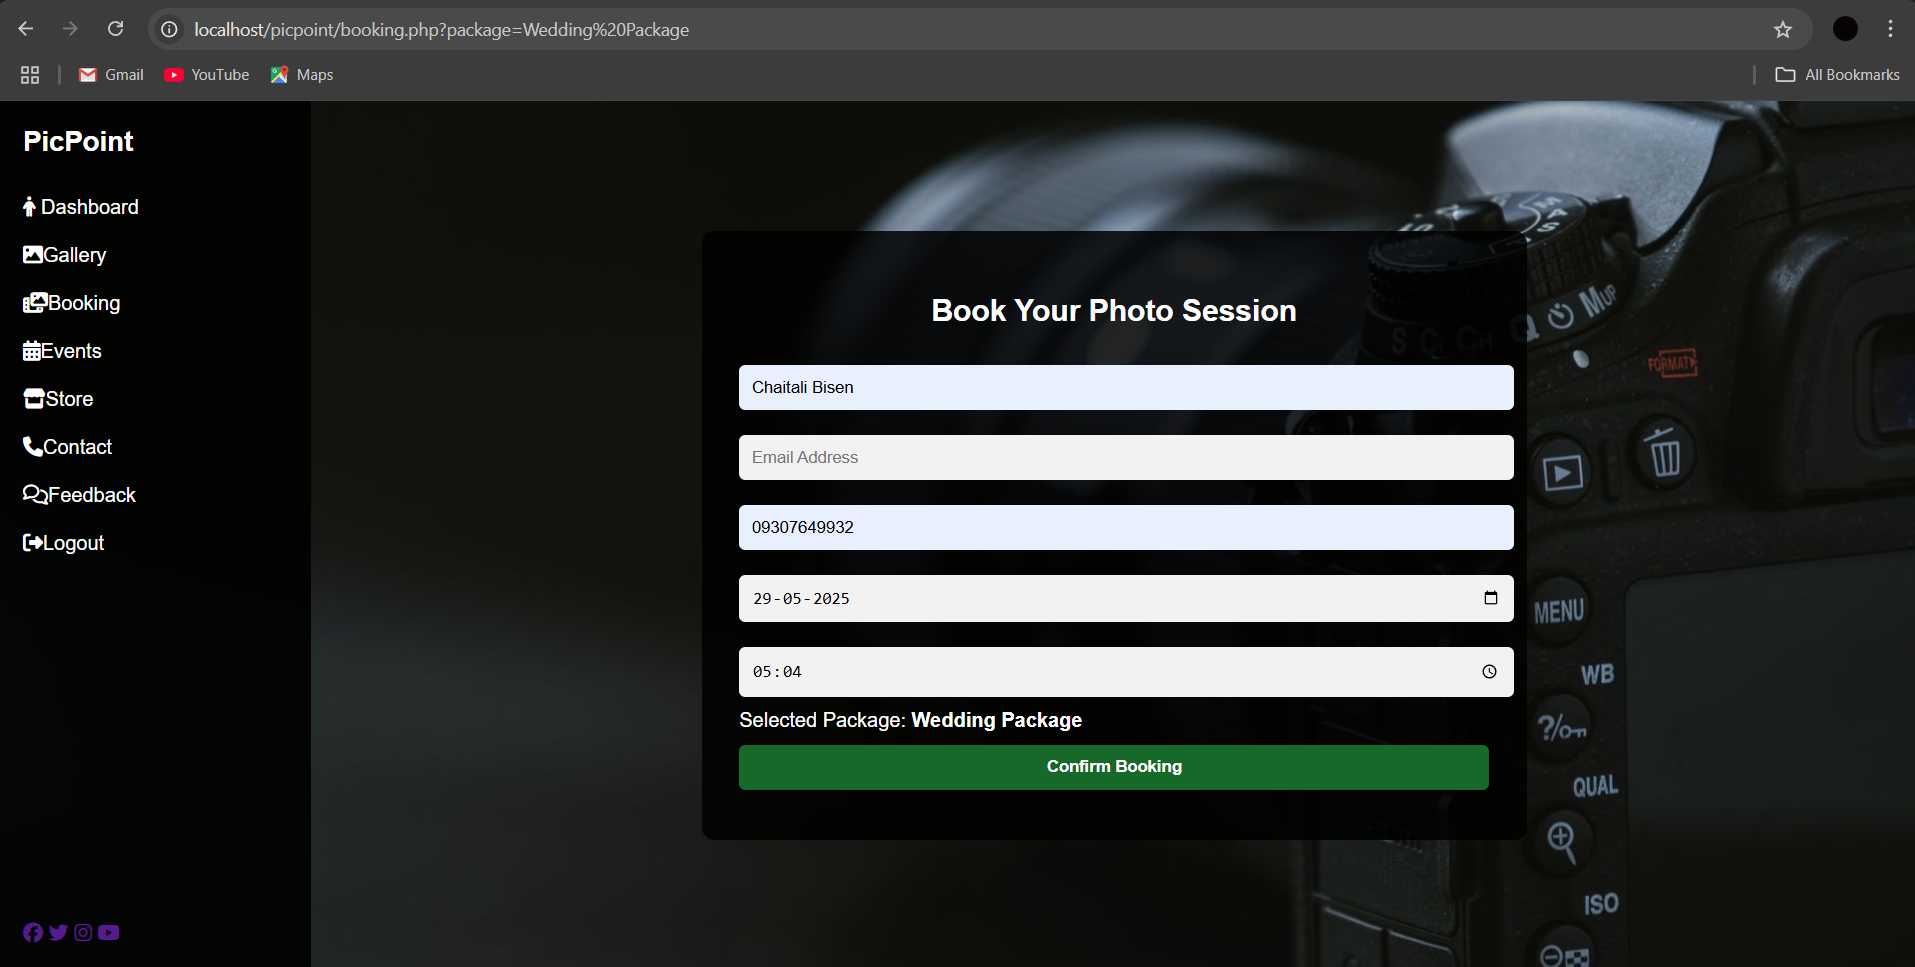 localhost/picpoint/booking.php?package=Wedding%20Package
Gmail YouTube Maps All Bookmarks
PicPoint
Dashboard
Gallery
Booking
Events
Store
Contact
Feedback
Logout
Book Your Photo Session
Chaitali Bisen
Email Address
09307649932
29-05-2025
05:04
Selected Package: Wedding Package
Confirm Booking
MUP
FORMAT
MENU
WB
?/
QUAL
ISO